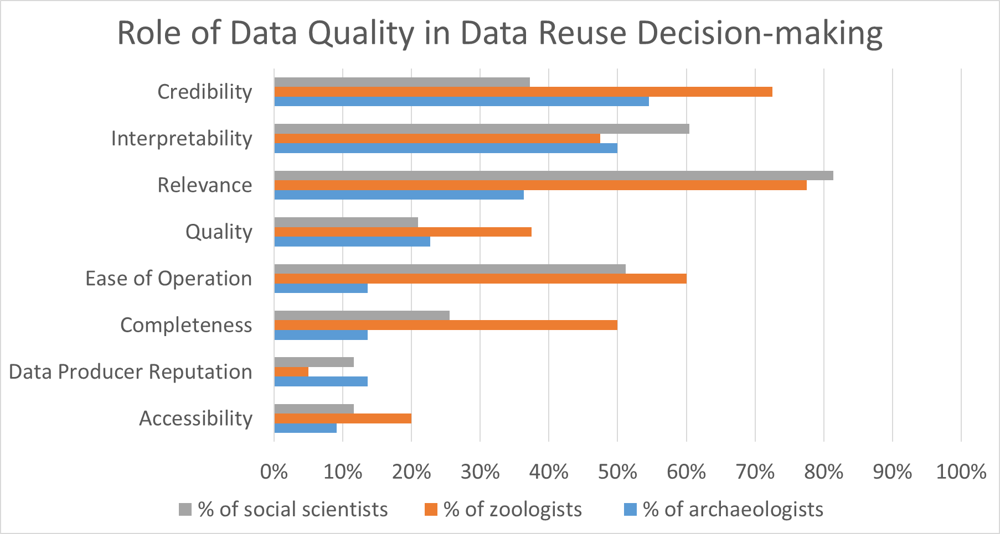 Role of Data Quality in Data Reuse Decision-making
Credibility
Interpretability
Relevance
Quality
Ease of Operation
Completeness
Data Producer Reputation
Accessibility
0% 10% 20% 30% 40% 50% 60% 70% 80% 90% 100%
% of social scientists % of zoologists % of archaeologists